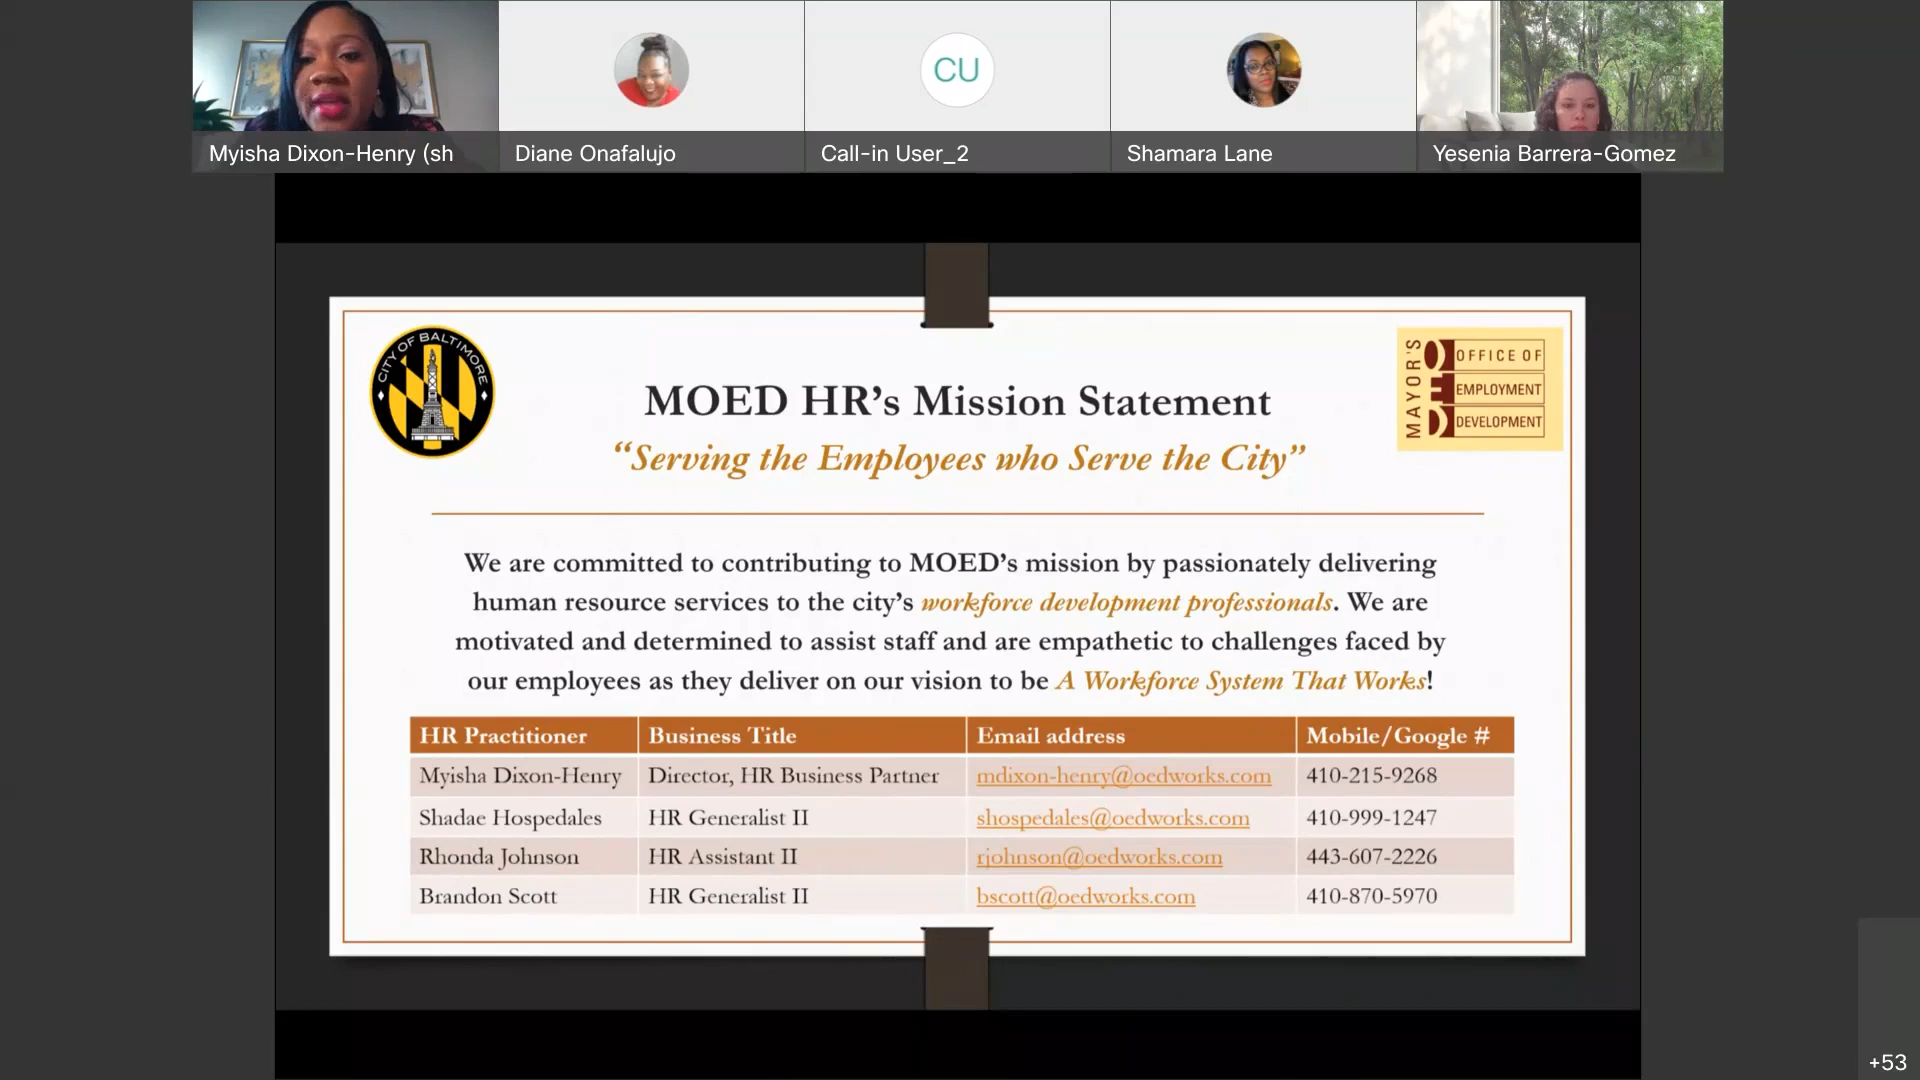 Myisha Dixon-Henry (sh
Diane Onafalujo
CU
Call-in User_2
Shamara Lane
Yesenia Barrera-Gomez
CITY OF BALTIMORE
MAYOR'S
OFFICE OF
EMPLOYMENT
DEVELOPMENT
MOED HR’s Mission Statement
“Serving the Employees who Serve the City”
We are committed to contributing to MOED’s mission by passionately delivering
human resource services to the city’s workforce development professionals. We are
motivated and determined to assist staff and are empathetic to challenges faced by
our employees as they deliver on our vision to be A Workforce System That Works!
HR Practitioner Business Title Email address Mobile/Google #
Myisha Dixon-Henry Director, HR Business Partner mdixon-henry@oedworks.com 410-215-9268
Shadae Hospedales HR Generalist II shospedales@oedworks.com 410-999-1247
Rhonda Johnson HR Assistant II rjohnson@oedworks.com 443-607-2226
Brandon Scott HR Generalist II bscott@oedworks.com 410-870-5970
+53